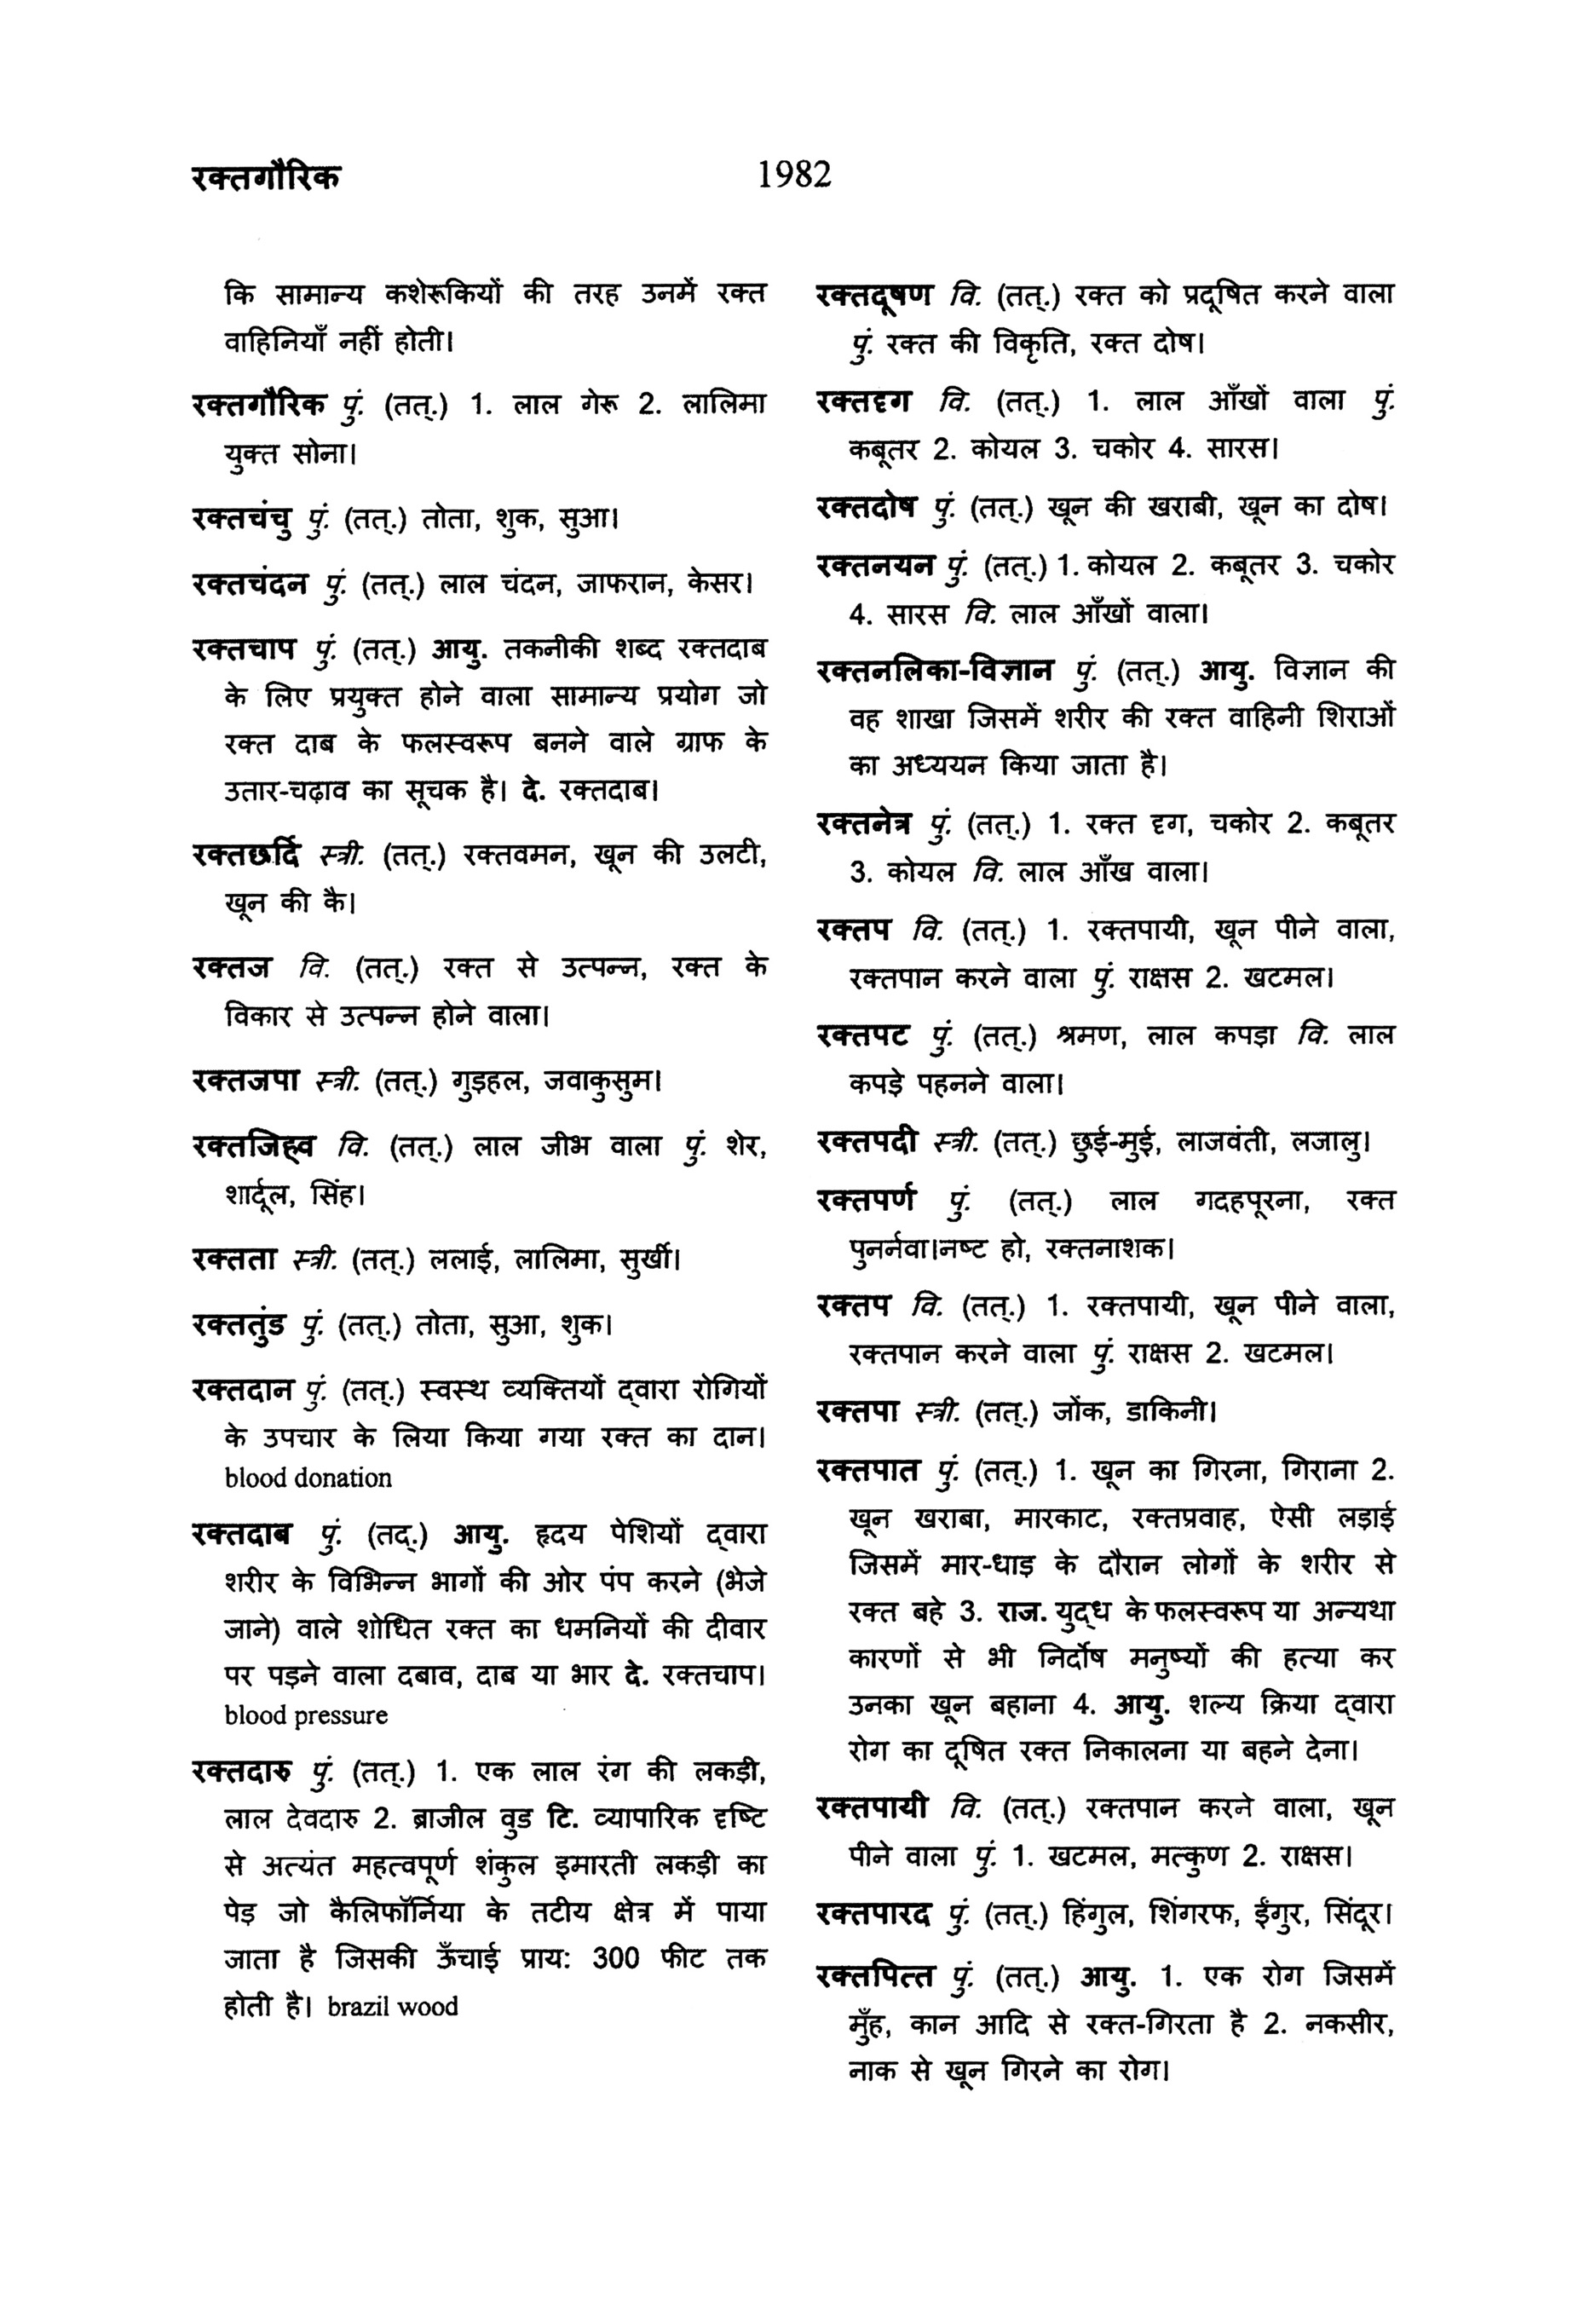 रक्तगौरिक
1982
कि सामान्य कशेरूकियों की तरह उनमें रक्त
वाहिनियाँ नहीं होती।
रक्तगौरिक पुं. (तत्.) 1. लाल गेरू 2. लालिमा
युक्त सोना।
रक्तचंचु पुं. (तत्.) तोता, शुक, सुआ।
रक्तचंदन पुं. (तत्.) लाल चंदन, जाफरान, केसर।
रक्तचाप पुं. (तत्.) आयु. तकनीकी शब्द रक्तदाब
के लिए प्रयुक्त होने वाला सामान्य प्रयोग जो
रक्त दाब के फलस्वरूप बनने वाले ग्राफ के
उतार-चढ़ाव का सूचक है। दे. रक्तदाब।
रक्तछर्दि स्त्री. (तत्.) रक्तवमन, खून की उलटी,
खून की कै।
रक्तज वि. (तत्.) रक्त से उत्पन्न, रक्त के
विकार से उत्पन्न होने वाला।
रक्तजपा स्त्री. (तत्.) गुड़हल, जवाकुसुम।
रक्तजिह्व वि. (तत्.) लाल जीभ वाला पुं. शेर,
शार्दूल, सिंह।
रक्तता स्त्री. (तत्.) ललाई, लालिमा, सुर्खी।
रक्ततुंड पुं. (तत्.) तोता, सुआ, शुक।
रक्तदान पुं. (तत्.) स्वस्थ व्यक्तियों द्‌वारा रोगियों
के उपचार के लिया किया गया रक्त का दान।
blood donation
रक्तदाब पुं. (तद्.) आयु. हृदय पेशियों द्‌वारा
शरीर के विभिन्न भागों की ओर पंप करने (भेजे
जाने) वाले शोधित रक्त का धमनियों की दीवार
पर पड़ने वाला दबाव, दाब या भार दे. रक्तचाप।
blood pressure
रक्तदारु पुं. (तत्.) 1. एक लाल रंग की लकड़ी,
लाल देवदारु 2. ब्राजील वुड टि. व्यापारिक दृष्टि
से अत्यंत महत्वपूर्ण शंकुल इमारती लकड़ी का
पेड़ जो कैलिफॉर्निया के तटीय क्षेत्र में पाया
जाता है जिसकी ऊँचाई प्राय: 300 फीट तक
होती है। brazil wood
रक्तदूषण वि. (तत्.) रक्त को प्रदूषित करने वाला
पुं. रक्त की विकृति, रक्त दोष।
रक्तदृग वि. (तत्.) 1. लाल आँखों वाला पुं.
कबूतर 2. कोयल 3. चकोर 4. सारस।
रक्तदोष पुं. (तत्.) खून की खराबी, खून का दोष।
रक्तनयन पुं. (तत्.) 1. कोयल 2. कबूतर 3. चकोर
4. सारस वि. लाल आँखों वाला।
रक्तनलिका-विज्ञान पुं. (तत्.) आयु. विज्ञान की
वह शाखा जिसमें शरीर की रक्त वाहिनी शिराओं
का अध्ययन किया जाता है।
रक्तनेत्र पुं. (तत्.) 1. रक्त दृग, चकोर 2. कबूतर
3. कोयल वि. लाल आँख वाला।
रक्तप वि. (तत्.) 1. रक्तपायी, खून पीने वाला,
रक्तपान करने वाला पुं. राक्षस 2. खटमल।
रक्तपट पुं. (तत्.) श्रमण, लाल कपड़ा वि. लाल
कपड़े पहनने वाला।
रक्तपदी स्त्री. (तत्.) छुई-मुई, लाजवंती, लजालु।
रक्तपर्ण पुं. (तत्.) लाल गदहपूरना, रक्त
पुनर्नवा।नष्ट हो, रक्तनाशक।
रक्तप वि. (तत्.) 1. रक्तपायी, खून पीने वाला,
रक्तपान करने वाला पुं. राक्षस 2. खटमल।
रक्तपा स्त्री. (तत्.) जोंक, डाकिनी।
रक्तपात पुं. (तत्.) 1. खून का गिरना, गिराना 2.
खून खराबा, मारकाट, रक्तप्रवाह, ऐसी लड़ाई
जिसमें मार-धाड़ के दौरान लोगों के शरीर से
रक्त बहे 3. राज. युद्‌ध के फलस्वरूप या अन्यथा
कारणों से भी निर्दोष मनुष्यों की हत्या कर
उनका खून बहाना 4. आयु. शल्य क्रिया द्‌वारा
रोग का दूषित रक्त निकालना या बहने देना।
रक्तपायी वि. (तत्.) रक्तपान करने वाला, खून
पीने वाला पुं. 1. खटमल, मत्कुण 2. राक्षस।
रक्तपारद पुं. (तत्.) हिंगुल, शिंगरफ, ईंगुर, सिंदूर।
रक्तपित्त पुं. (तत्.) आयु. 1. एक रोग जिसमें
मुँह, कान आदि से रक्त-गिरता है 2. नकसीर,
नाक से खून गिरने का रोग।